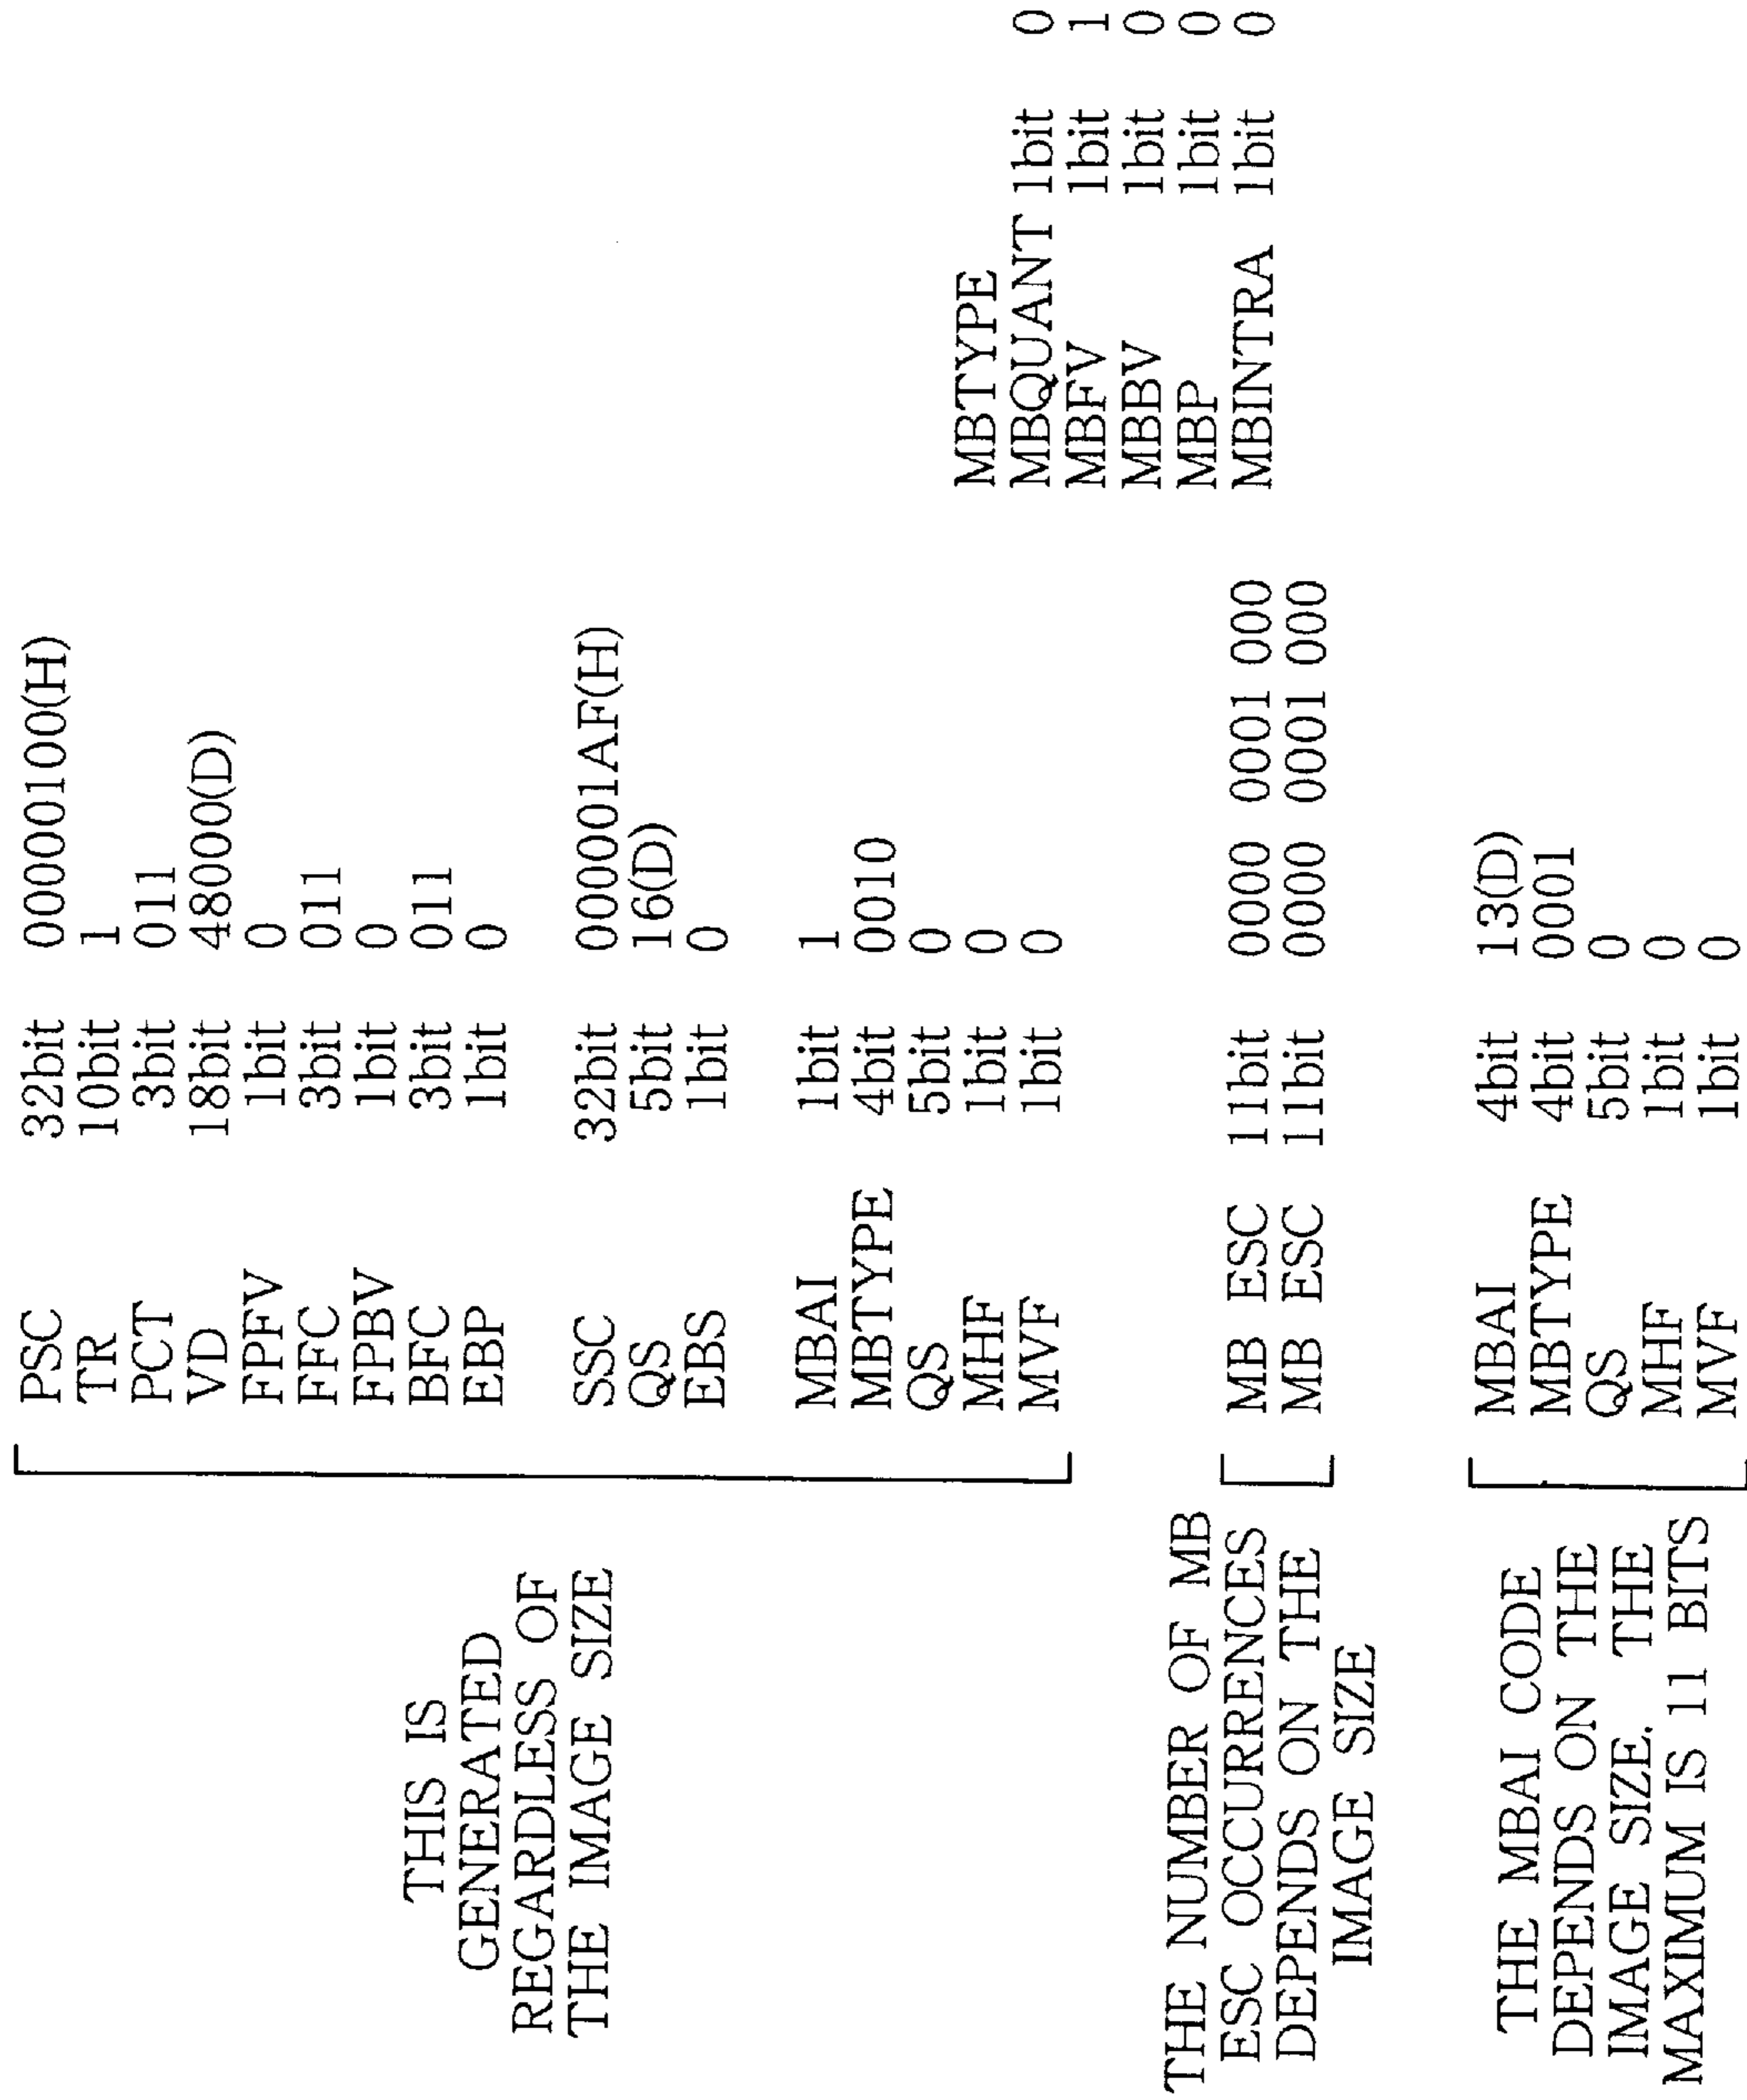 PSC 32bit 00000100(H)
TR 10bit 1
PCT 3bit 011
VD 18bit 48000(D)
FPFV 1bit 0
FFC 3bit 011
FPBV 1bit 0
BFC 3bit 011
EBP 1bit 0
THIS IS
GENERATED
REGARDLESS OF
THE IMAGE SIZE
SSC 32bit 000001AF(H)
QS 5bit 16(D)
EBS 1bit 0
MBAI 1bit 1
MBTYPE 4bit 0010
QS 5bit 0
MHF 1bit 0
MVF 1bit 0
MBTYPE
MBQUANT 1bit 0
MBFV 1bit 1
MBBV 1bit 0
MBP 1bit 0
MBINTRA 1bit 0
THE NUMBER OF MB
ESC OCCURRENCES
DEPENDS ON THE
IMAGE SIZE
MB ESC 11bit 0000 0001 000
MB ESC 11bit 0000 0001 000
THE MBAI CODE
DEPENDS ON THE
IMAGE SIZE. THE
MAXIMUM IS 11 BITS
MBAI 4bit 13(D)
MBTYPE 4bit 0001
QS 5bit 0
MHF 1bit 0
MVF 1bit 0